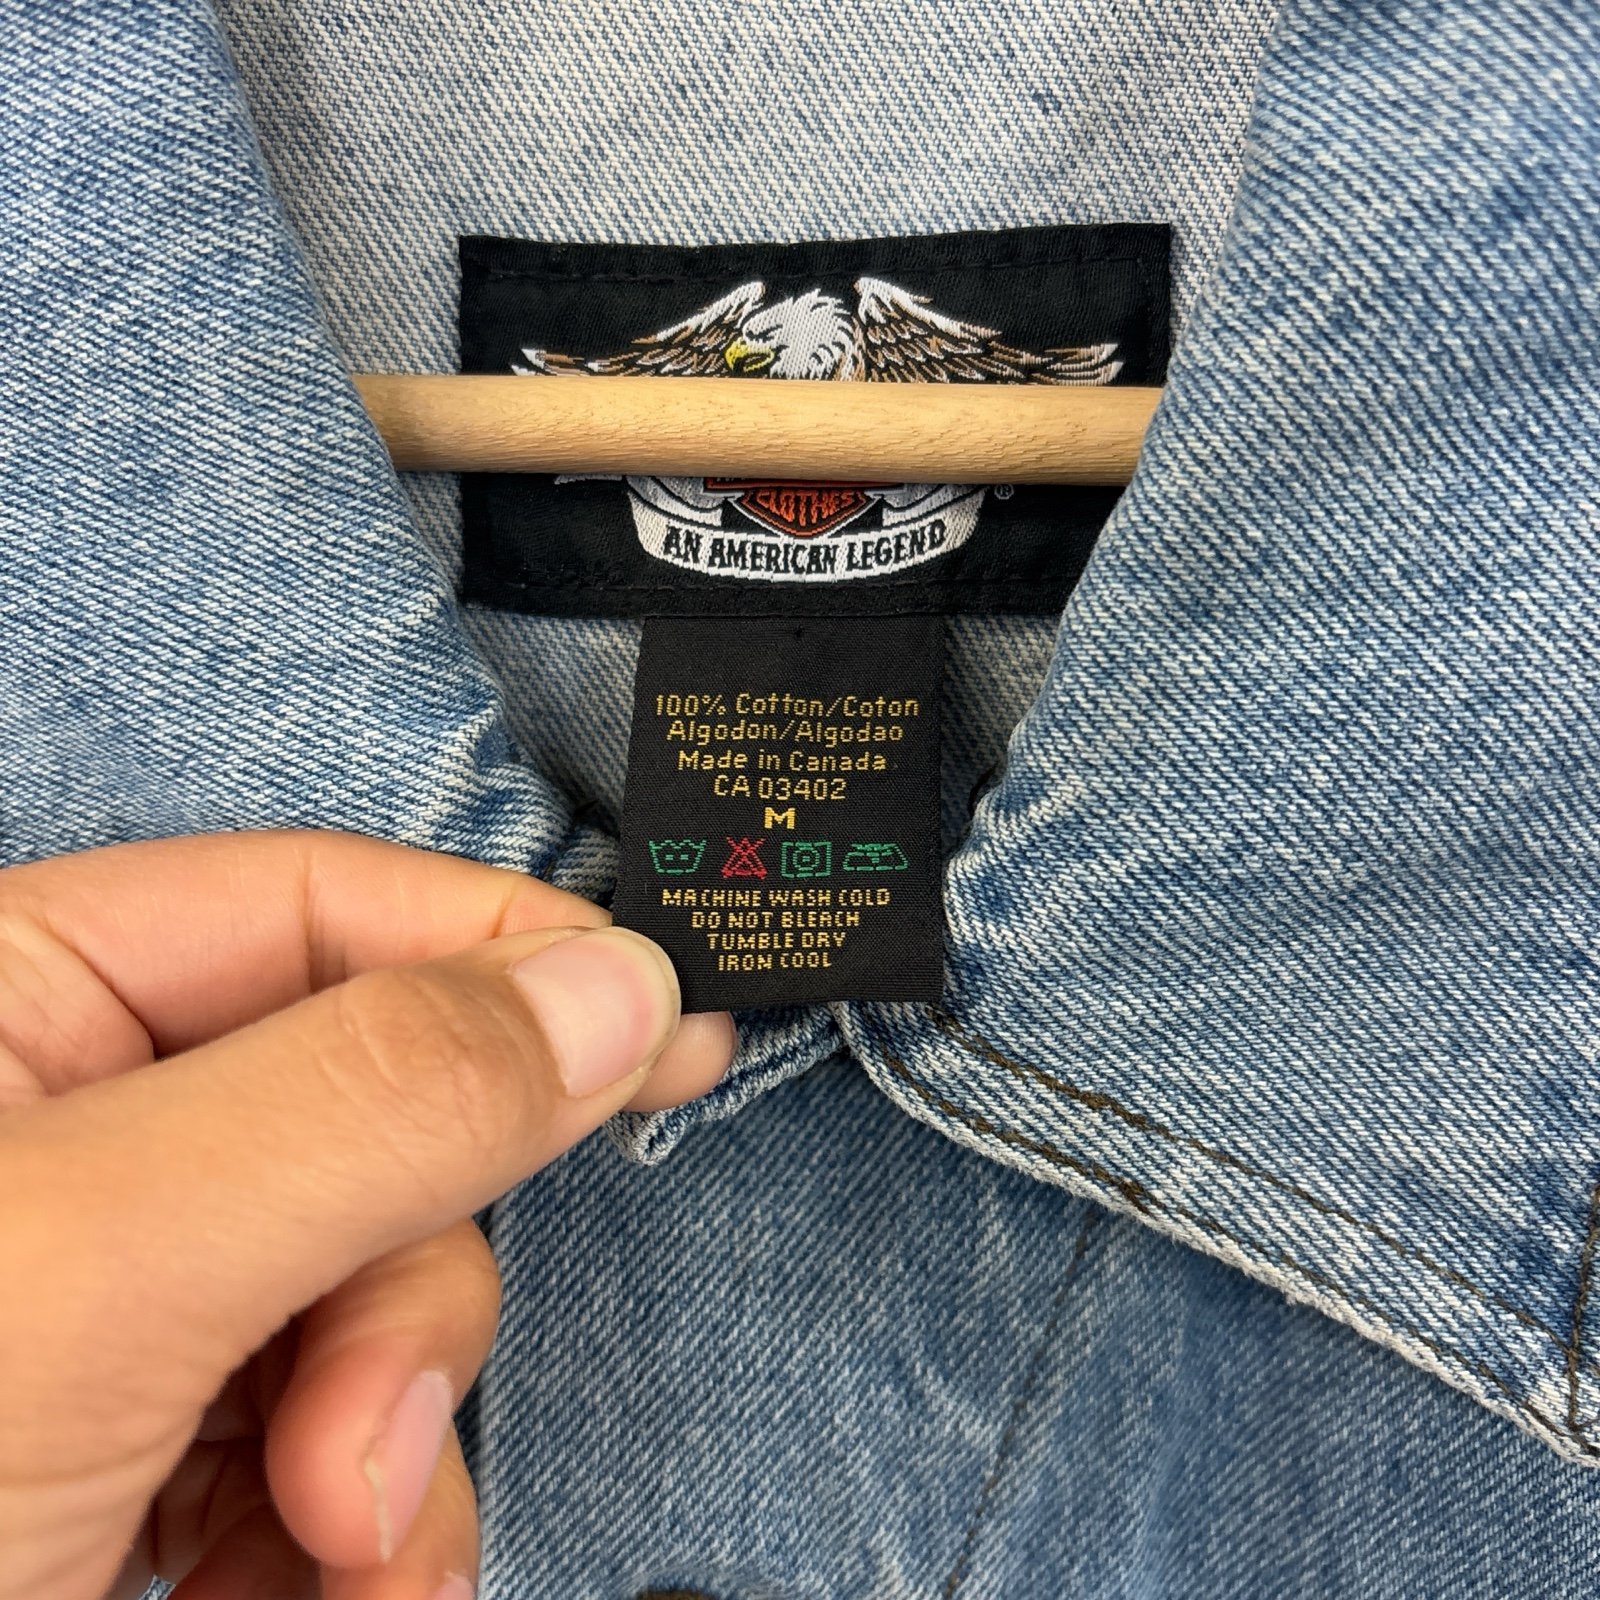 CLOTHES
®
AN AMERICAN LEGEND
100% Cotton/Coton
Algodon/Algodao
Made in Canada
CA 03402
M
MACHINE WASH COLD
DO NOT BLEACH
TUMBLE DRY
IRON COOL